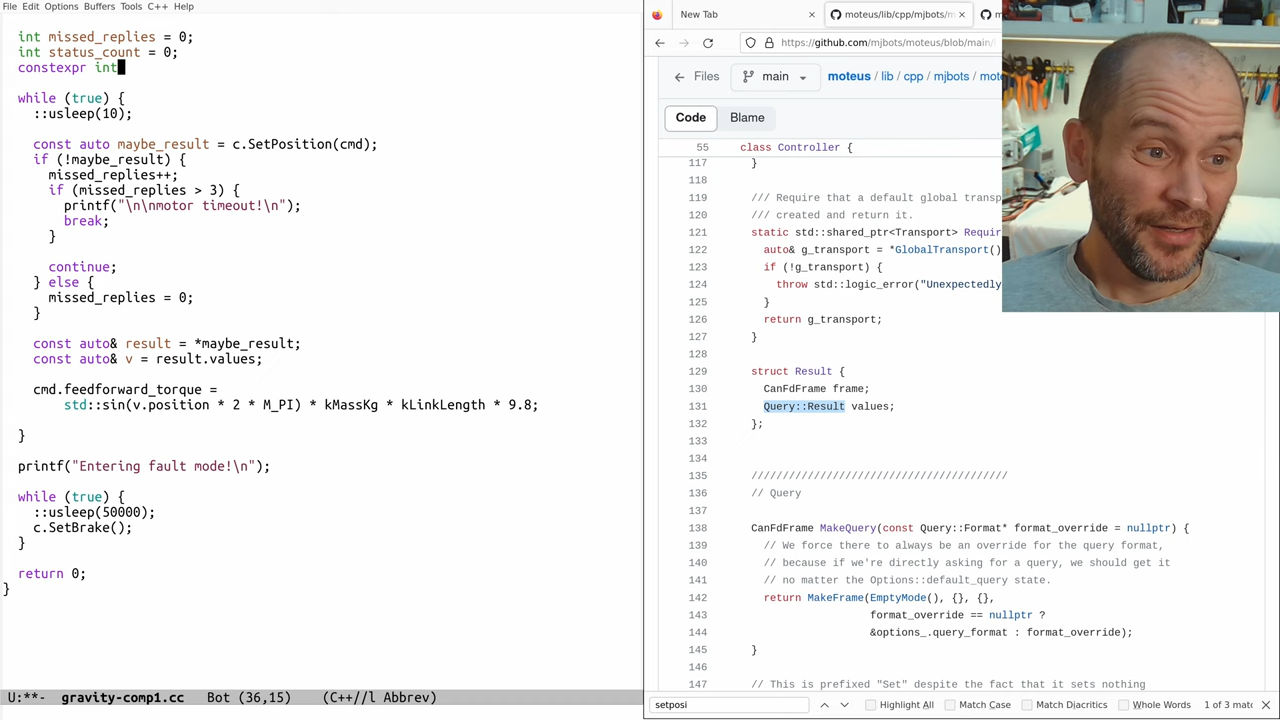 File Edit Options Buffers Tools C++ Help
int missed_replies = 0;
int status_count = 0;
constexpr int
while (true) {
::usleep(10);
const auto maybe_result = c.SetPosition(cmd);
if (!maybe_result) {
missed_replies++;
if (missed_replies > 3) {
printf("\n\nmotor timeout!\n");
break;
}
continue;
} else {
missed_replies = 0;
}
const auto& result = *maybe_result;
const auto& v = result.values;
cmd.feedforward_torque =
std::sin(v.position * 2 * M_PI) * kMassKg * kLinkLength * 9.8;
}
printf("Entering fault mode!\n");
while (true) {
::usleep(50000);
c.SetBrake();
}
return 0;
}
U:**- gravity-comp1.cc Bot (36,15) (C++//l Abbrev)
New Tab
moteus/lib/cpp/mjbots/m
https://github.com/mjbots/moteus/blob/main/
Files main moteus / lib / cpp / mjbots / mote
Code Blame
55 class Controller {
117 }
118
119 /// Require that a default global transp
120 /// created and return it.
121 static std::shared_ptr<Transport> Requir
122 auto& g_transport = *GlobalTransport()
123 if (!g_transport) {
124 throw std::logic_error("Unexpectedly
125 }
126 return g_transport;
127 }
128
129 struct Result {
130 CanFdFrame frame;
131 Query::Result values;
132 };
133
134
135 ////////////////////////////////////////
136 // Query
137
138 CanFdFrame MakeQuery(const Query::Format* format_override = nullptr) {
139 // We force there to always be an override for the query format,
140 // because if we're directly asking for a query, we should get it
141 // no matter the Options::default_query state.
142 return MakeFrame(EmptyMode(), {}, {},
143 format_override == nullptr ?
144 &options_.query_format : format_override);
145 }
146
147 // This is prefixed "Set" despite the fact that it sets nothing
setposi Highlight All Match Case Match Diacritics Whole Words 1 of 3 matc